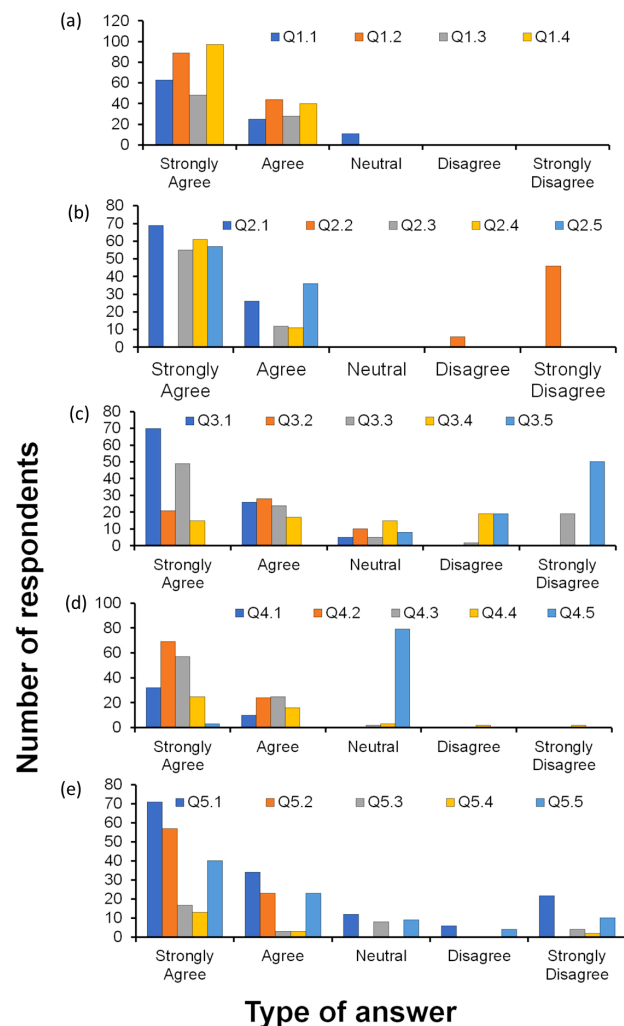 (a)
Q1.1 Q1.2 Q1.3 Q1.4
120
100
80
60
40
20
0
Strongly Agree Agree Neutral Disagree Strongly Disagree
(b)
Q2.1 Q2.2 Q2.3 Q2.4 Q2.5
80
70
60
50
40
30
20
10
0
Strongly Agree Agree Neutral Disagree Strongly Disagree
(c)
Q3.1 Q3.2 Q3.3 Q3.4 Q3.5
80
70
60
50
40
30
20
10
0
Strongly Agree Agree Neutral Disagree Strongly Disagree
(d)
Q4.1 Q4.2 Q4.3 Q4.4 Q4.5
100
80
60
40
20
0
Strongly Agree Agree Neutral Disagree Strongly Disagree
(e)
Q5.1 Q5.2 Q5.3 Q5.4 Q5.5
80
70
60
50
40
30
20
10
0
Strongly Agree Agree Neutral Disagree Strongly Disagree
Number of respondents
Type of answer